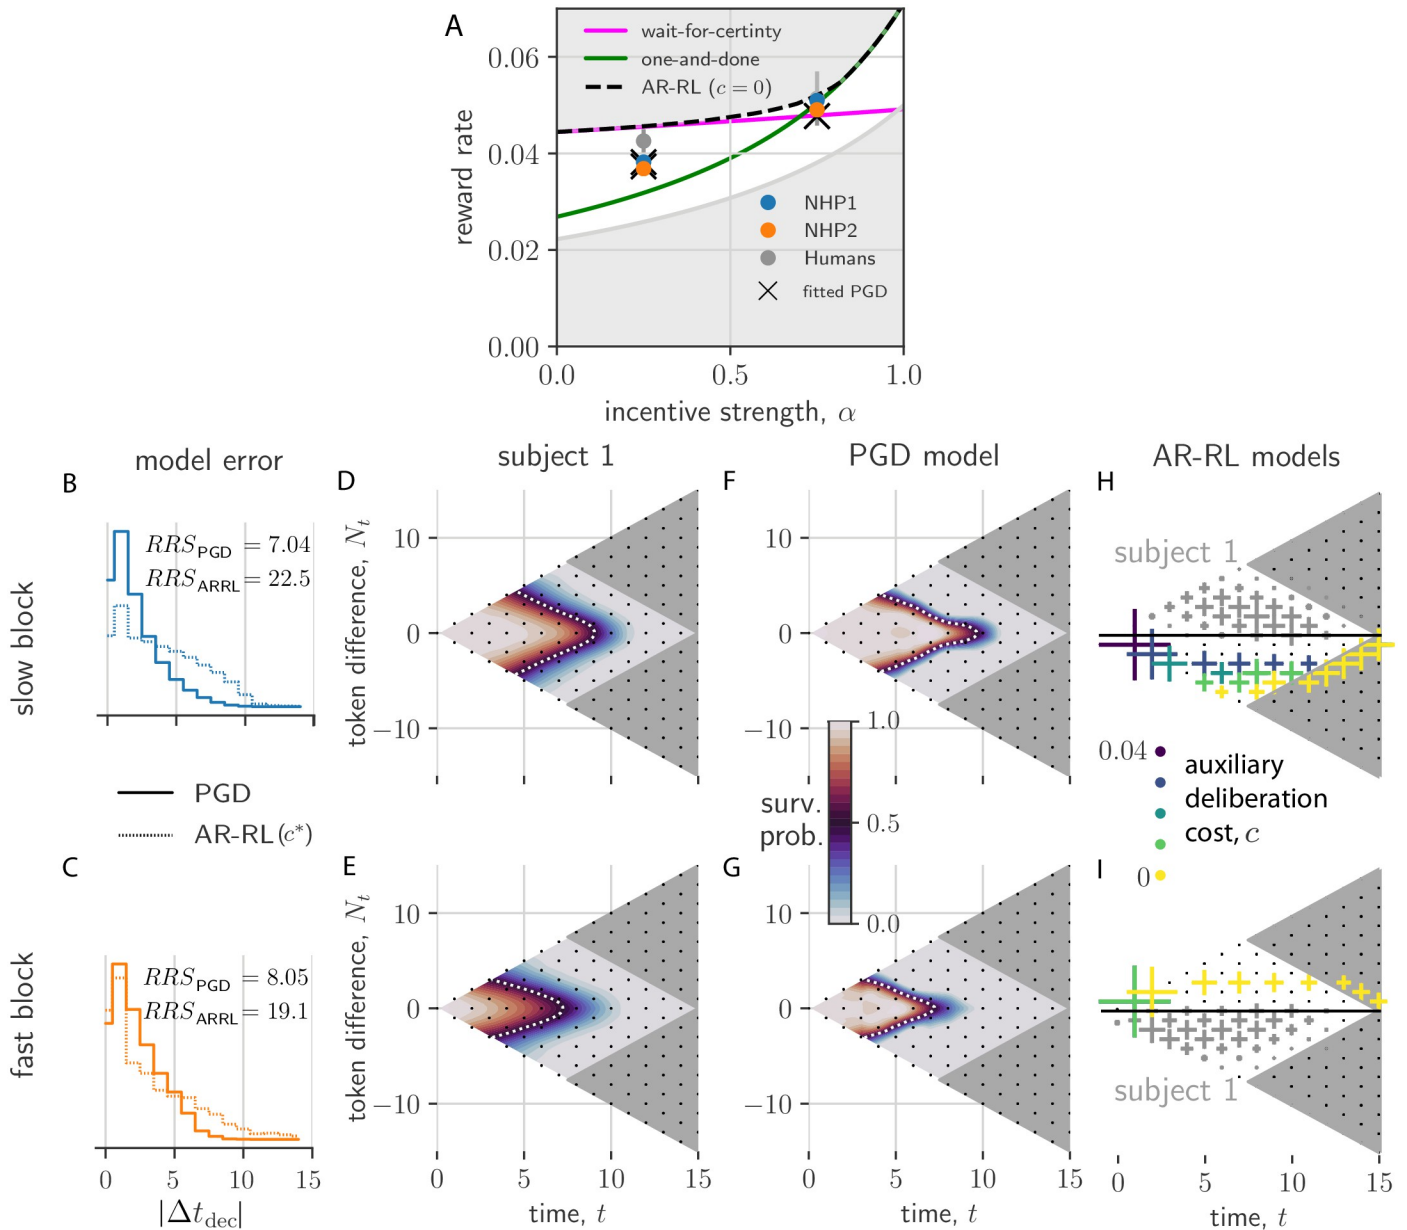 A
wait-for-certinty
one-and-done
AR-RL (c = 0)
0.06
0.04
0.02
0.00
reward rate
NHP1
NHP2
Humans
fitted PGD
0.0 0.5 1.0
incentive strength, α
model error
subject 1
PGD model
AR-RL models
B
RRS_PGD = 7.04
RRS_ARRL = 22.5
slow block
D
10
0
−10
token difference, N_t
F
10
0
−10
H
subject 1
PGD
AR-RL(c*)
surv.
prob.
1.0
0.5
0.0
0.04
0
auxiliary
deliberation
cost, c
C
RRS_PGD = 8.05
RRS_ARRL = 19.1
fast block
0 5 10 15
|Δt_dec|
E
10
0
−10
token difference, N_t
0 5 10 15
time, t
G
10
0
−10
0 5 10 15
time, t
I
subject 1
0 5 10 15
time, t